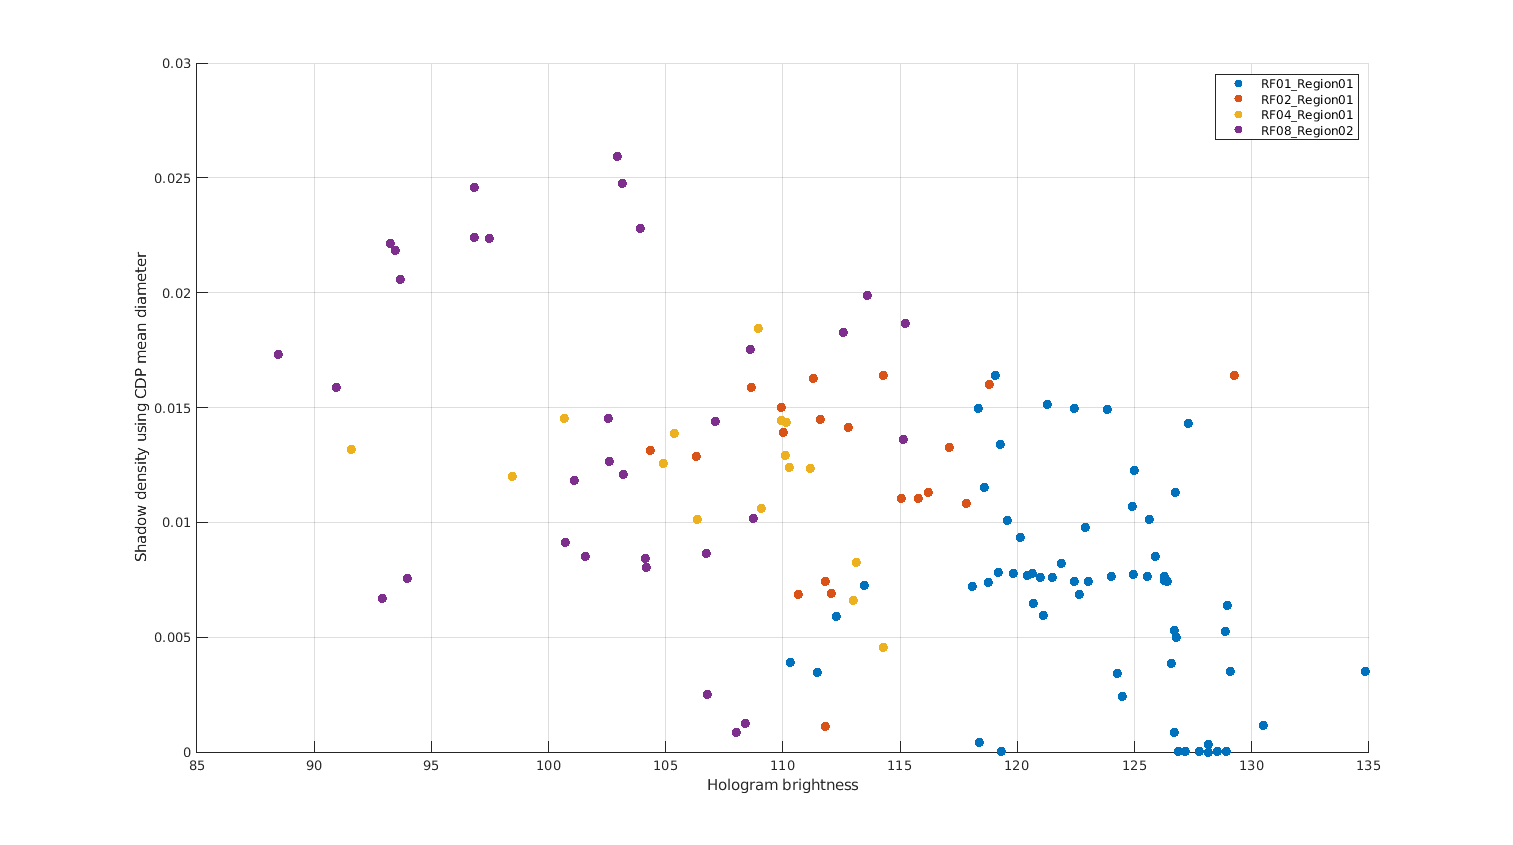 0.03
0.025
0.02
0.015
0.01
0.005
0
Shadow density using CDP mean diameter
85 90 95 100 105 110 115 120 125 130 135
Hologram brightness
RF01_Region01
RF02_Region01
RF04_Region01
RF08_Region02